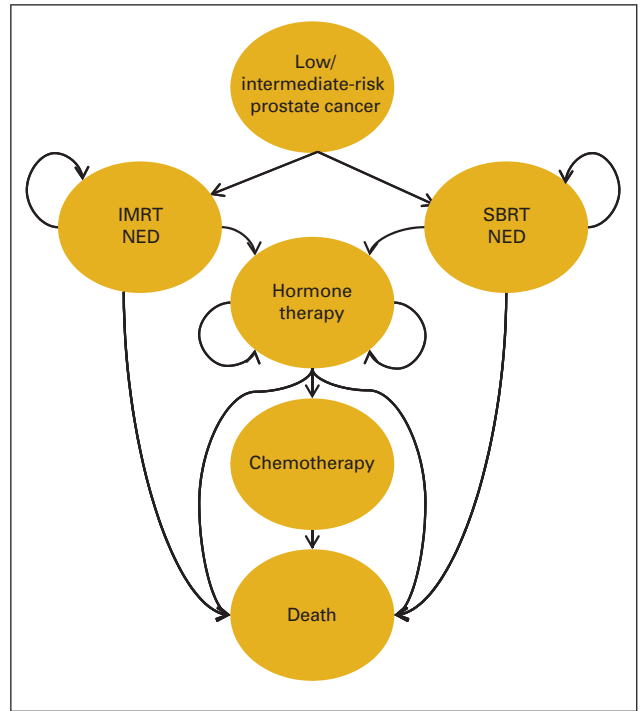 Low/
intermediate-risk
prostate cancer
IMRT
NED
SBRT
NED
Hormone
therapy
Chemotherapy
Death